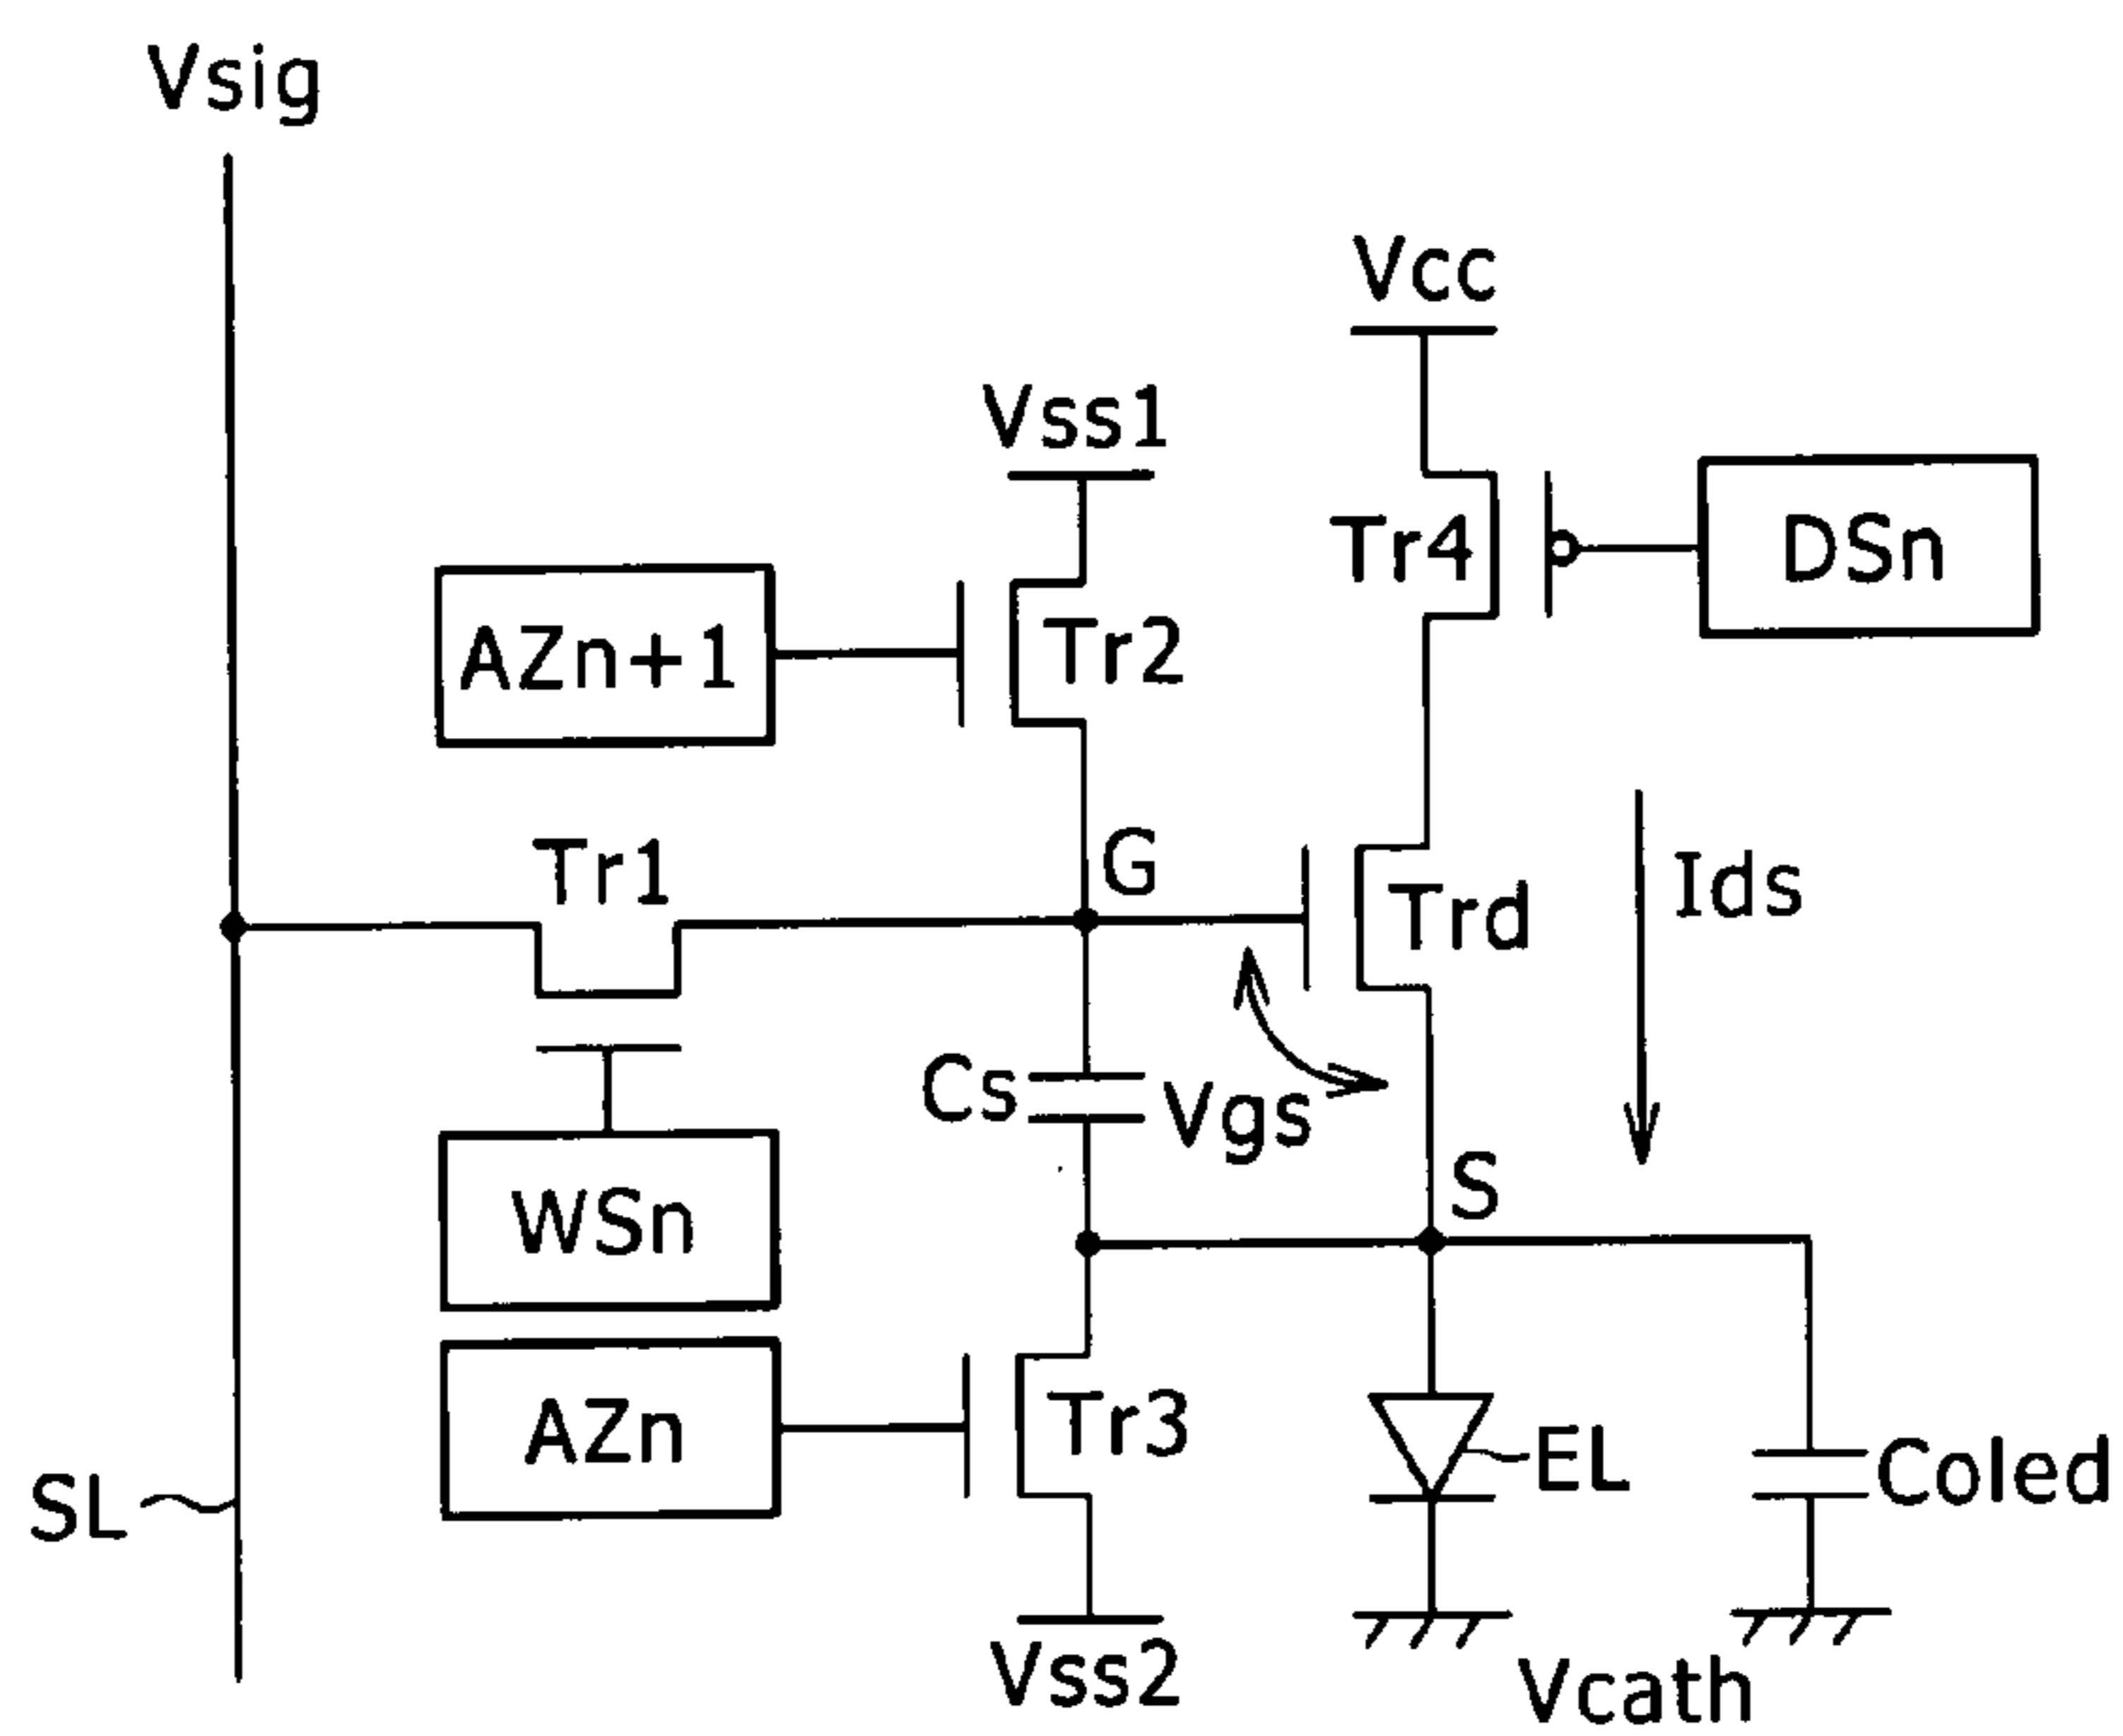 Vsig
Vcc
Vss1
Tr4
DSn
AZn+1
Tr2
Tr1
G
Trd
Ids
Cs
Vgs
S
WSn
AZn
Tr3
EL
Coled
SL
Vss2
Vcath